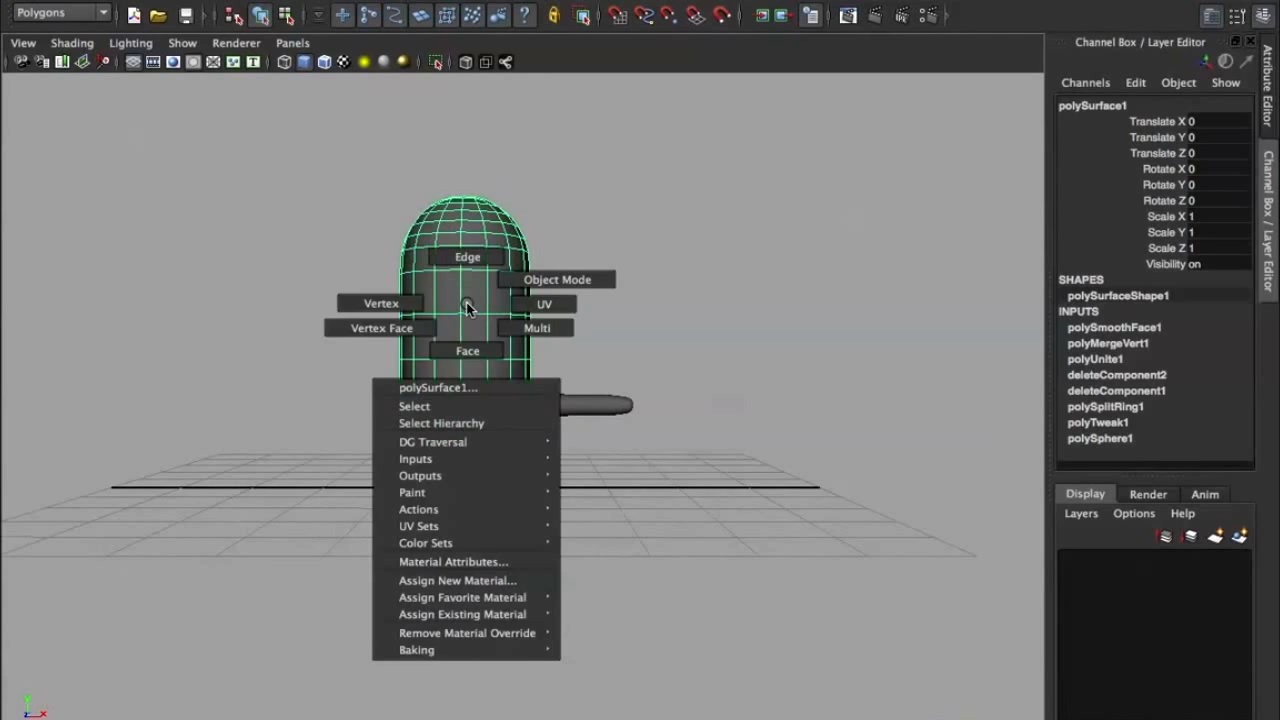 Polygons
View Shading Lighting Show Renderer Panels
Channel Box / Layer Editor
Channels Edit Object Show
polySurface1
Translate X 0
Translate Y 0
Translate Z 0
Rotate X 0
Rotate Y 0
Rotate Z 0
Scale X 1
Scale Y 1
Scale Z 1
Visibility on
SHAPES
polySurfaceShape1
INPUTS
polySmoothFace1
polyMergeVert1
polyUnite1
deleteComponent2
deleteComponent1
polySplitRing1
polyTweak1
polySphere1
Display Render Anim
Layers Options Help
Attribute Editor
Channel Box / Layer Editor
Edge
Object Mode
Vertex
UV
Vertex Face
Multi
Face
polySurface1...
Select
Select Hierarchy
DG Traversal
Inputs
Outputs
Paint
Actions
UV Sets
Color Sets
Material Attributes...
Assign New Material...
Assign Favorite Material
Assign Existing Material
Remove Material Override
Baking